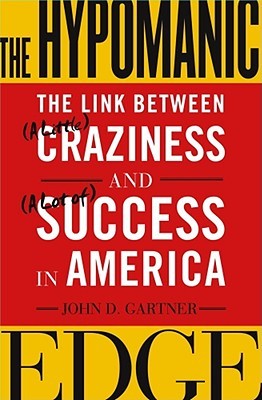 THE HYPOMANIC
THE LINK BETWEEN
(A Little)
CRAZINESS
AND
(A Lot of)
SUCCESS
IN AMERICA
JOHN D. GARTNER
EDGE